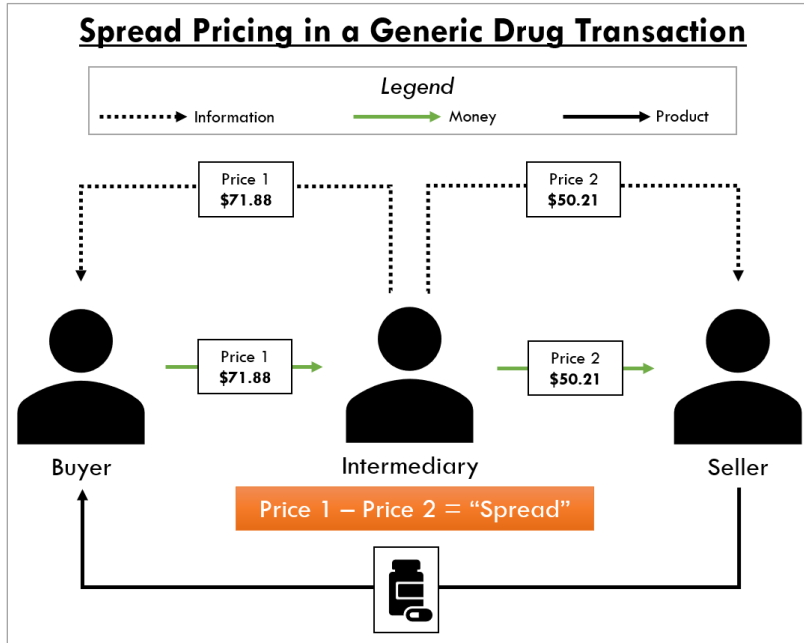 Spread Pricing in a Generic Drug Transaction
Legend
Information
Money
Product
Price 1
$71.88
Price 2
$50.21
Price 1
$71.88
Price 2
$50.21
Buyer
Intermediary
Seller
Price 1 – Price 2 = “Spread”